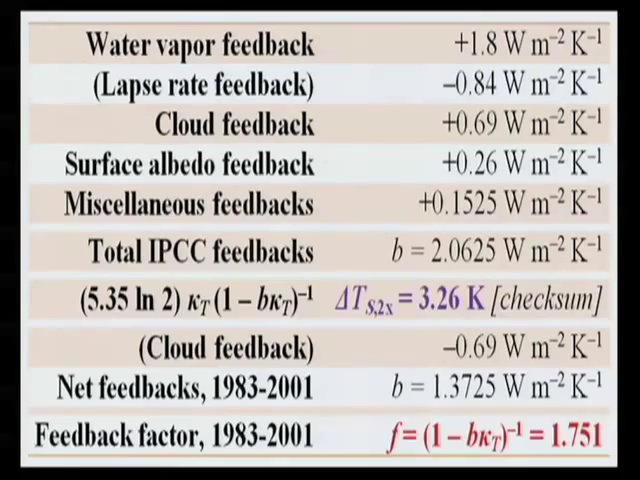 Water vapor feedback +1.8 W m⁻² K⁻¹
(Lapse rate feedback) –0.84 W m⁻² K⁻¹
Cloud feedback +0.69 W m⁻² K⁻¹
Surface albedo feedback +0.26 W m⁻² K⁻¹
Miscellaneous feedbacks +0.1525 W m⁻² K⁻¹
Total IPCC feedbacks b = 2.0625 W m⁻² K⁻¹
(5.35 ln 2) κT (1 – bκT)⁻¹ ΔTS,2x = 3.26 K [checksum]
(Cloud feedback) –0.69 W m⁻² K⁻¹
Net feedbacks, 1983-2001 b = 1.3725 W m⁻² K⁻¹
Feedback factor, 1983-2001 f = (1 – bκT)⁻¹ = 1.751